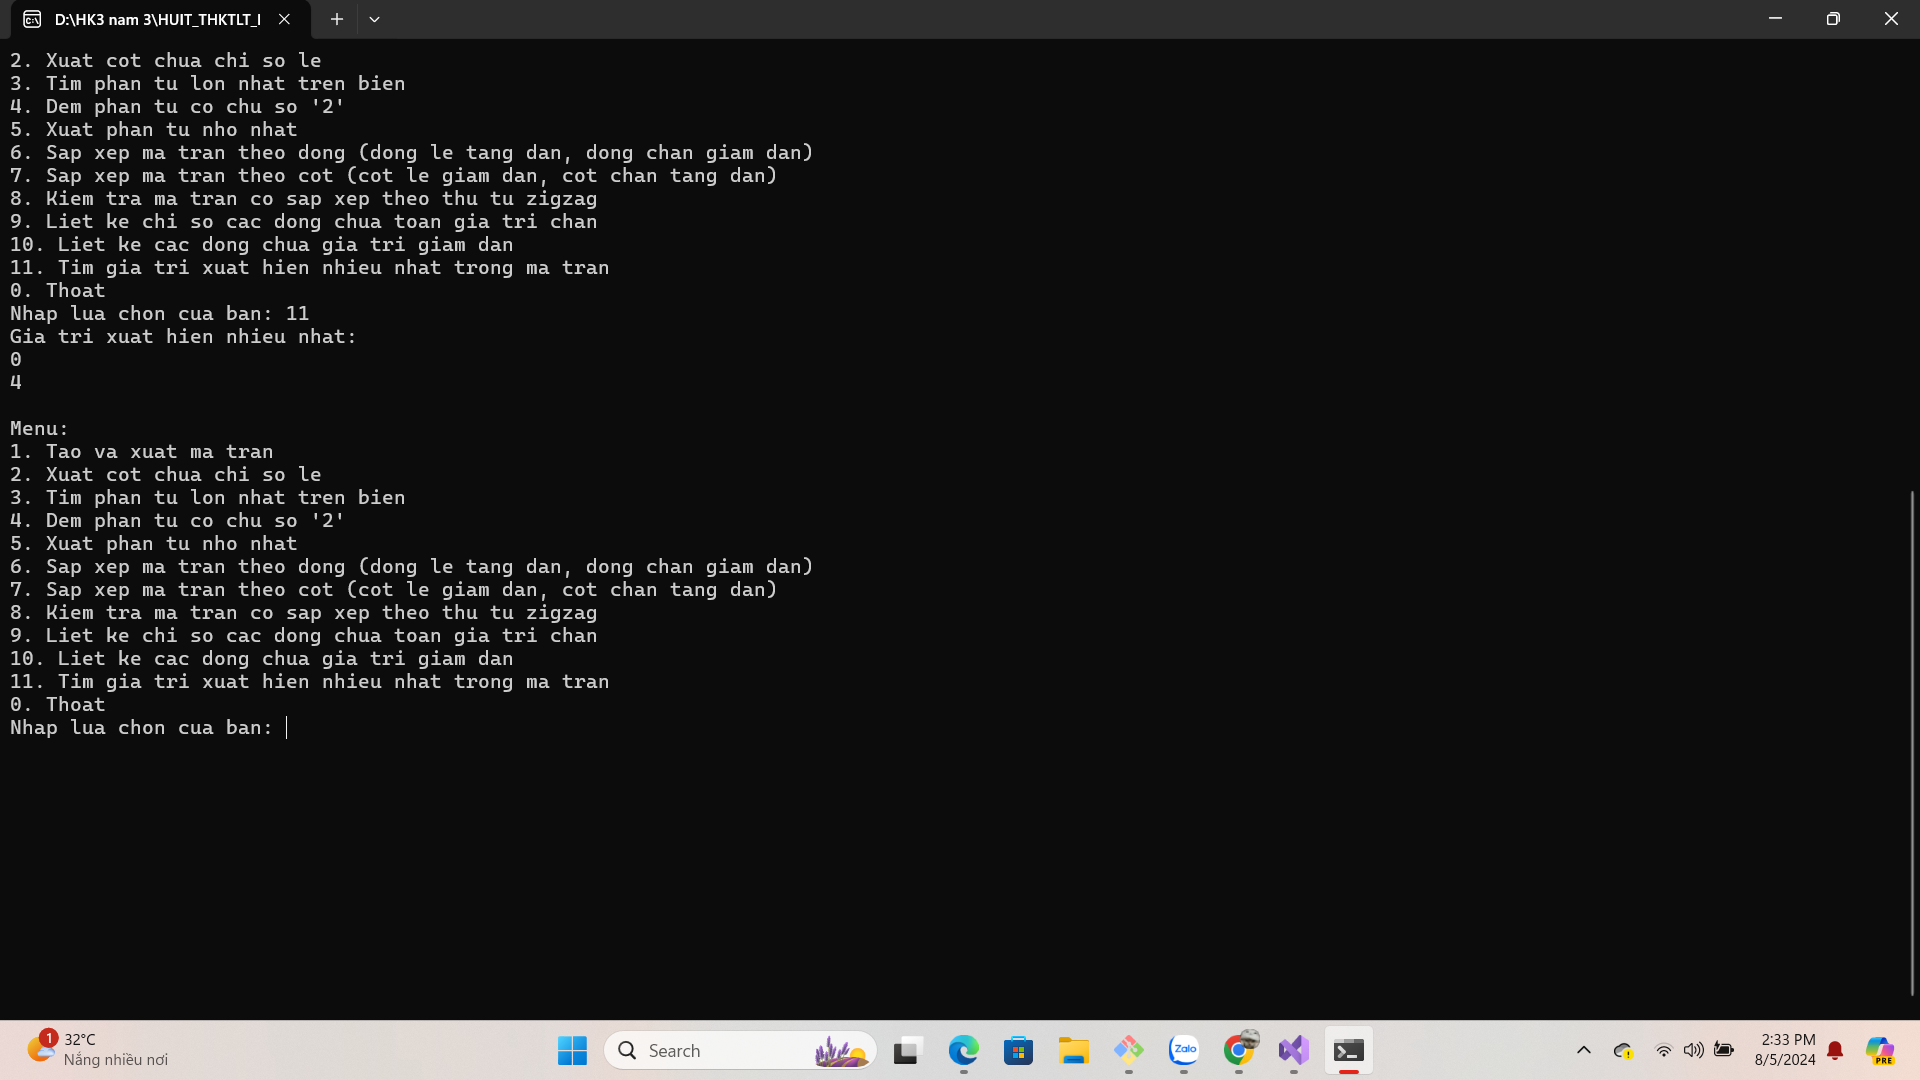 D:\HK3 nam 3\HUIT_THKTLT_I
2. Xuat cot chua chi so le
3. Tim phan tu lon nhat tren bien
4. Dem phan tu co chu so '2'
5. Xuat phan tu nho nhat
6. Sap xep ma tran theo dong (dong le tang dan, dong chan giam dan)
7. Sap xep ma tran theo cot (cot le giam dan, cot chan tang dan)
8. Kiem tra ma tran co sap xep theo thu tu zigzag
9. Liet ke chi so cac dong chua toan gia tri chan
10. Liet ke cac dong chua gia tri giam dan
11. Tim gia tri xuat hien nhieu nhat trong ma tran
0. Thoat
Nhap lua chon cua ban: 11
Gia tri xuat hien nhieu nhat:
0
4
Menu:
1. Tao va xuat ma tran
2. Xuat cot chua chi so le
3. Tim phan tu lon nhat tren bien
4. Dem phan tu co chu so '2'
5. Xuat phan tu nho nhat
6. Sap xep ma tran theo dong (dong le tang dan, dong chan giam dan)
7. Sap xep ma tran theo cot (cot le giam dan, cot chan tang dan)
8. Kiem tra ma tran co sap xep theo thu tu zigzag
9. Liet ke chi so cac dong chua toan gia tri chan
10. Liet ke cac dong chua gia tri giam dan
11. Tim gia tri xuat hien nhieu nhat trong ma tran
0. Thoat
Nhap lua chon cua ban:
1
32°C
Nắng nhiều nơi
Search
Zalo
2:33 PM
8/5/2024
PRE